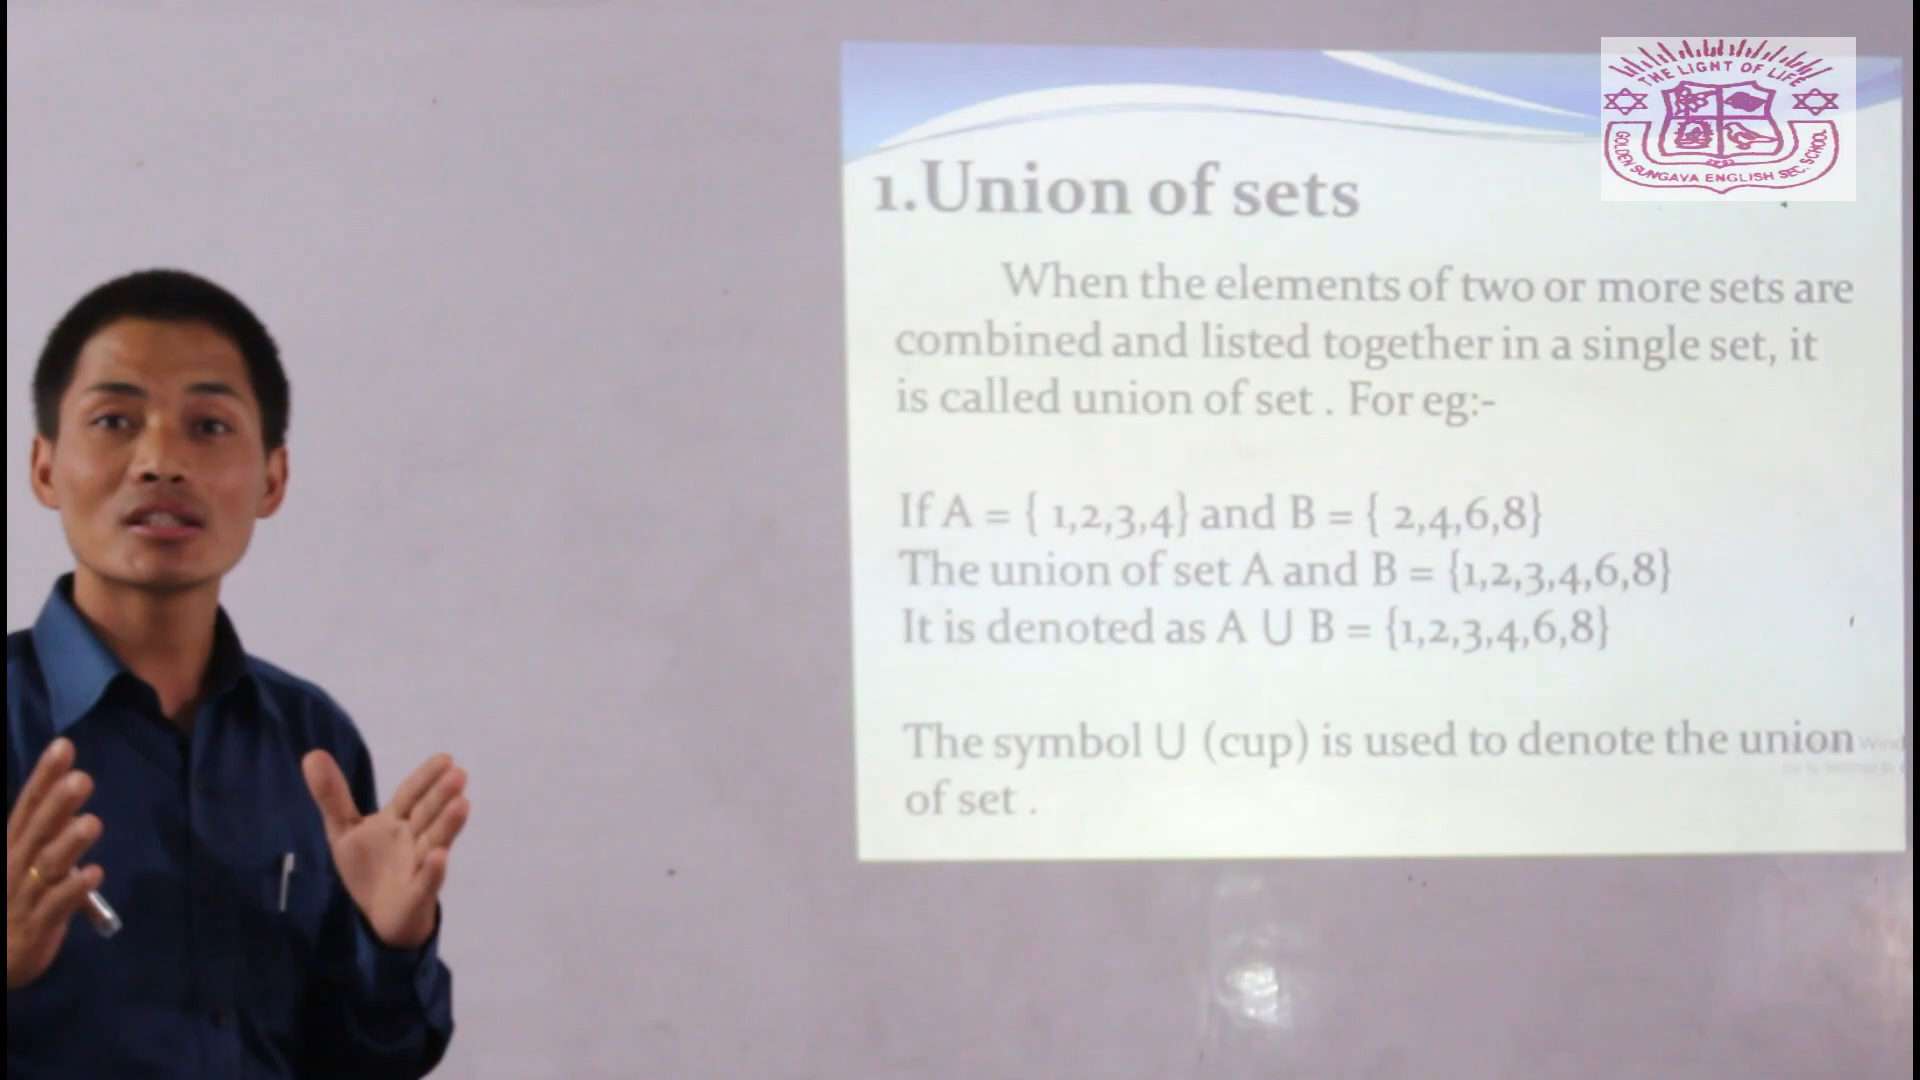 THE LIGHT OF LIFE
GOLDEN SUNGAVA ENGLISH SEC. SCHOOL
1.Union of sets
When the elements of two or more sets are
combined and listed together in a single set, it
is called union of set . For eg:-
If A = { 1,2,3,4} and B = { 2,4,6,8}
The union of set A and B = {1,2,3,4,6,8}
It is denoted as A U B = {1,2,3,4,6,8}
The symbol U (cup) is used to denote the union
of set .